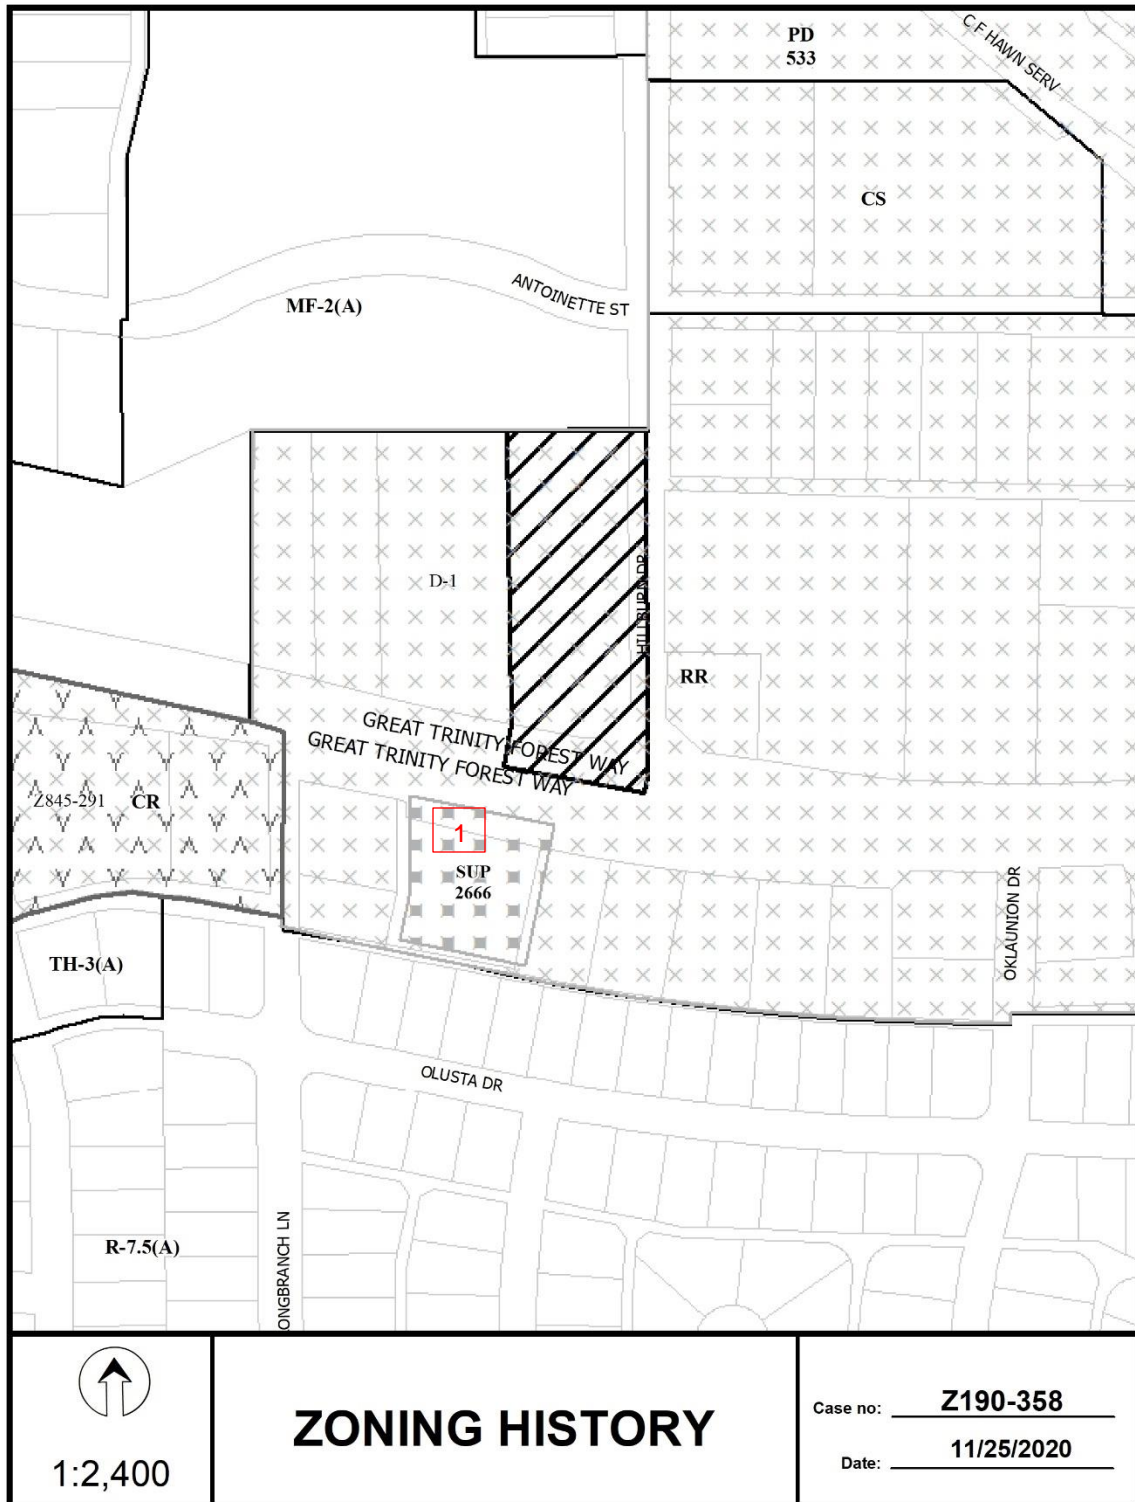 PD
533
C F HAWN SERV
CS
MF-2(A)
ANTOINETTE ST
D-1
HILLBURN DR
RR
GREAT TRINITY FOREST WAY
GREAT TRINITY FOREST WAY
Z845-291
CR
1
SUP
2666
OKLAUNION DR
TH-3(A)
OLUSTA DR
R-7.5(A)
ONGBRANCH LN
1:2,400
ZONING HISTORY
Case no: Z190-358
Date: 11/25/2020